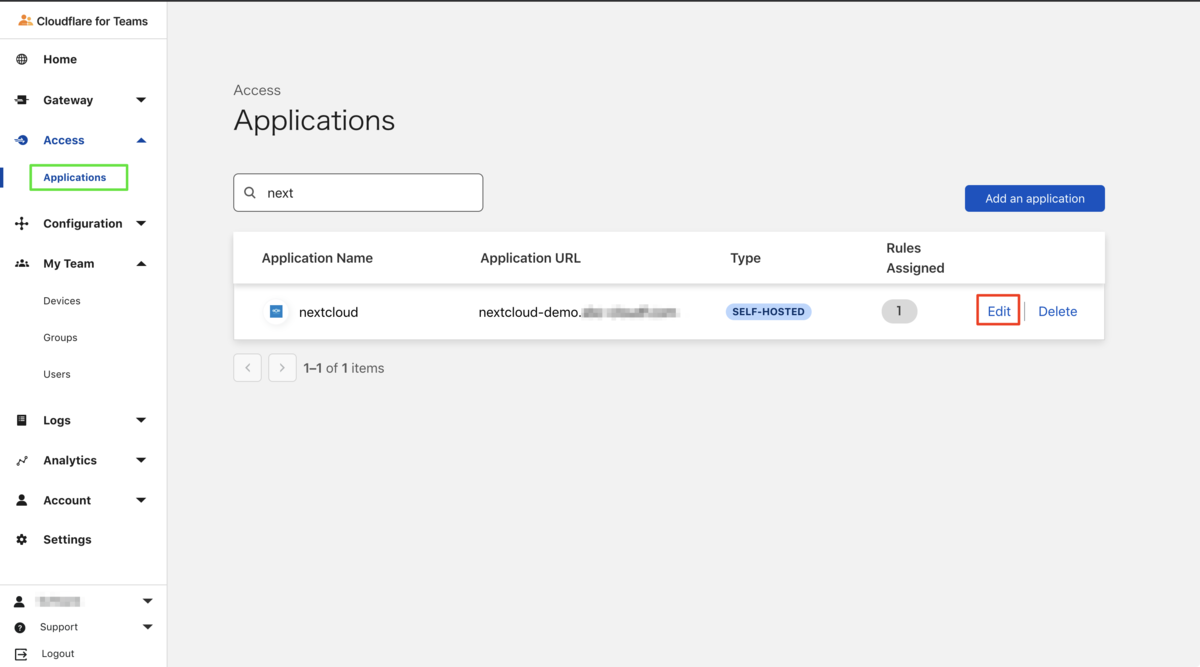 Cloudflare for Teams
Home
Gateway
Access
Applications
Configuration
My Team
Devices
Groups
Users
Logs
Analytics
Account
Settings
Support
Logout
Access
Applications
next
Add an application
Application Name
Application URL
Type
Rules
Assigned
nextcloud
nextcloud-demo.
SELF-HOSTED
1
Edit
Delete
1–1 of 1 items